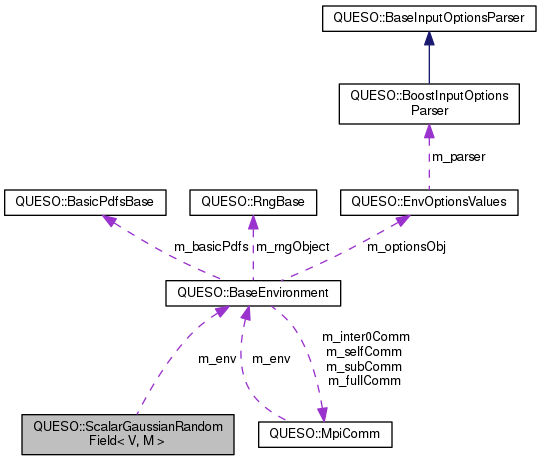 QUESO::BaseInputOptionsParser
QUESO::BoostInputOptions
Parser
m_parser
QUESO::BasicPdfsBase
QUESO::RngBase
QUESO::EnvOptionsValues
m_basicPdfs
m_rngObject
m_optionsObj
QUESO::BaseEnvironment
m_inter0Comm
m_selfComm
m_subComm
m_fullComm
m_env
m_env
QUESO::ScalarGaussianRandom
Field< V, M >
QUESO::MpiComm